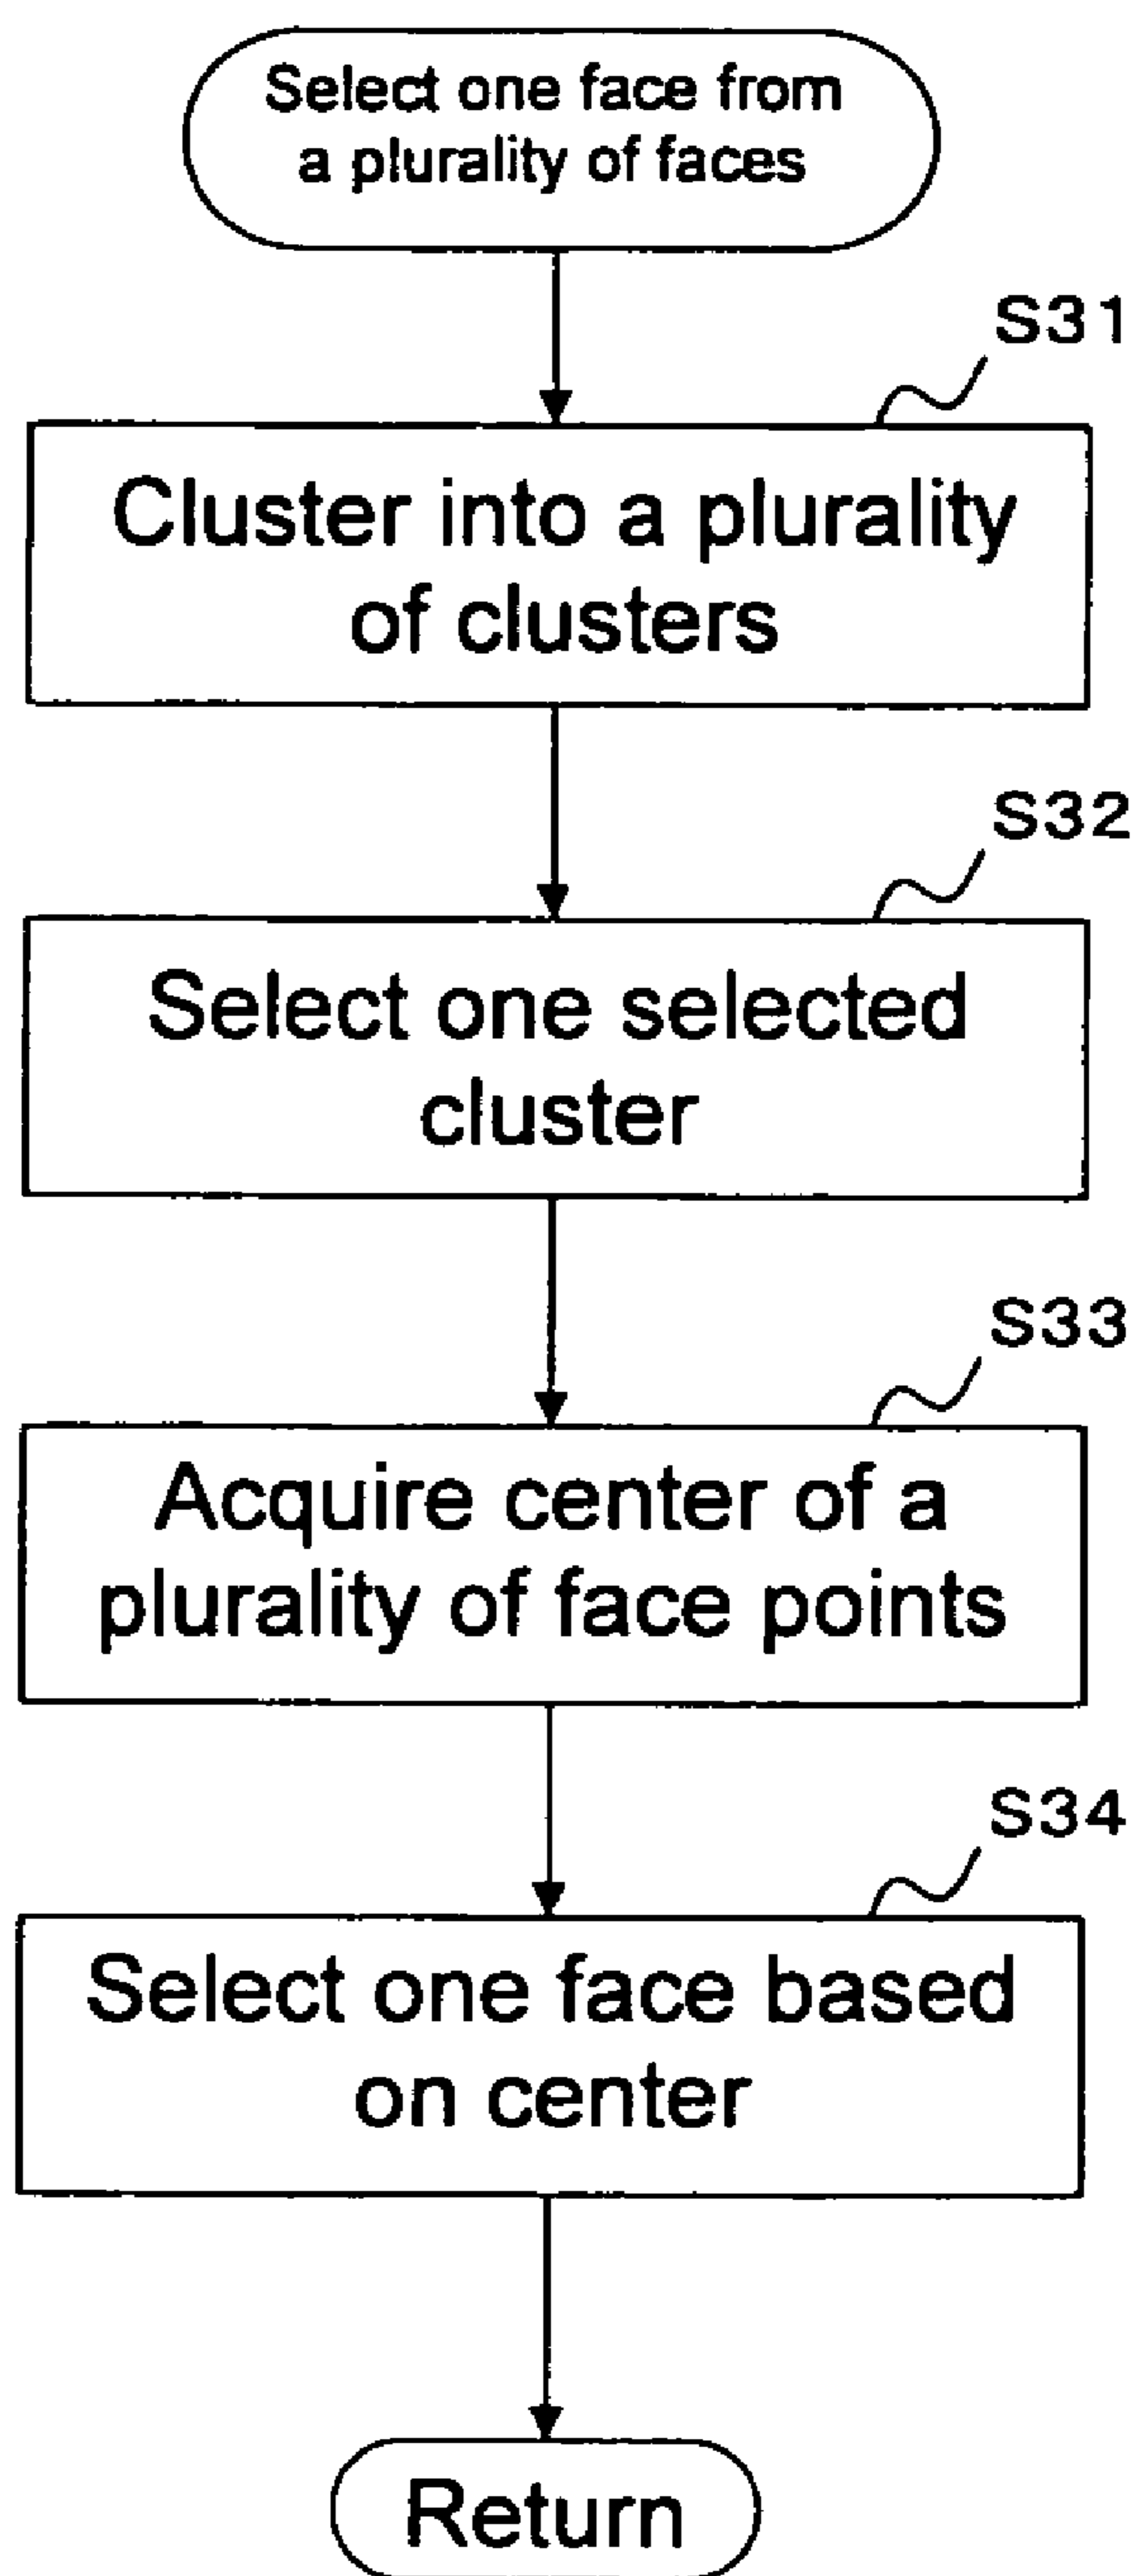 Select one face from
a plurality of faces
S31
Cluster into a plurality
of clusters
S32
Select one selected
cluster
S33
Acquire center of a
plurality of face points
S34
Select one face based
on center
Return